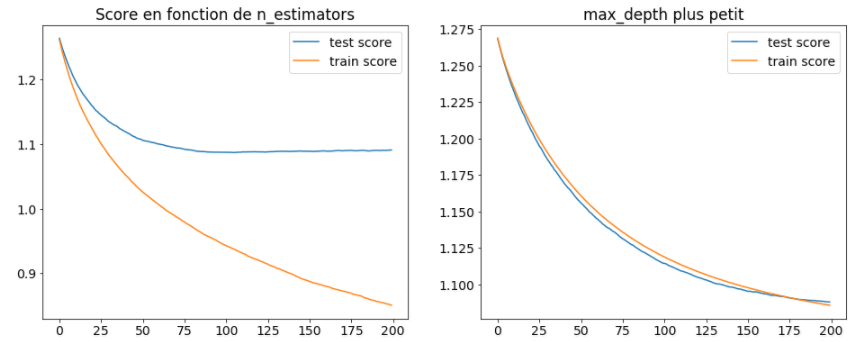 Score en fonction de n_estimators
test score
train score
1.2
1.1
1.0
0.9
0 25 50 75 100 125 150 175 200
max_depth plus petit
test score
train score
1.275
1.250
1.225
1.200
1.175
1.150
1.125
1.100
0 25 50 75 100 125 150 175 200